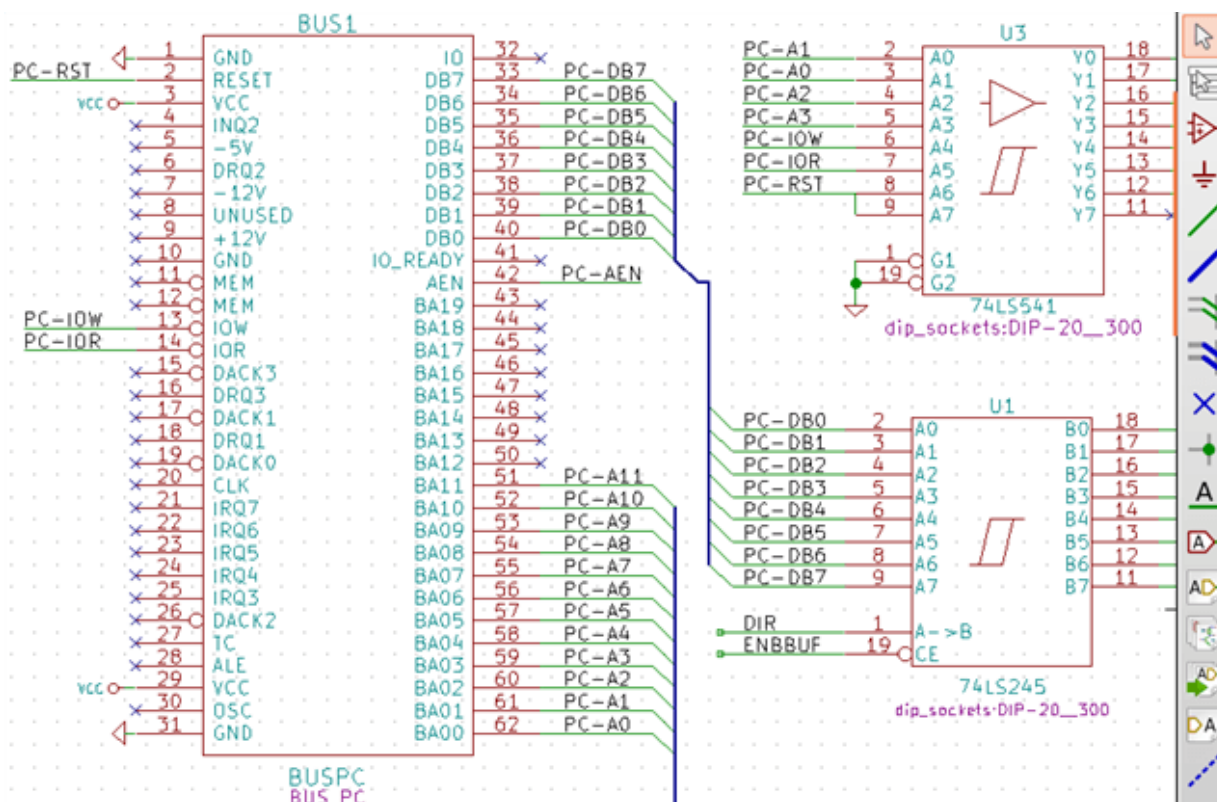 BUS1
1 GND IO 32
PC-RST 2 RESET DB7 33 PC-DB7
VCC 3 VCC DB6 34 PC-DB6
4 INQ2 DB5 35 PC-DB5
5 -5V DB4 36 PC-DB4
6 DRQ2 DB3 37 PC-DB3
7 -12V DB2 38 PC-DB2
8 UNUSED DB1 39 PC-DB1
9 +12V DB0 40 PC-DB0
10 GND IO_READY 41
11 MEM AEN 42 PC-AEN
12 MEM BA19 43
PC-IOW 13 IOW BA18 44
PC-IOR 14 IOR BA17 45
15 DACK3 BA16 46
16 DRQ3 BA15 47
17 DACK1 BA14 48
18 DRQ1 BA13 49
19 DACK0 BA12 50
20 CLK BA11 51 PC-A11
21 IRQ7 BA10 52 PC-A10
22 IRQ6 BA09 53 PC-A9
23 IRQ5 BA08 54 PC-A8
24 IRQ4 BA07 55 PC-A7
25 IRQ3 BA06 56 PC-A6
26 DACK2 BA05 57 PC-A5
27 TC BA04 58 PC-A4
28 ALE BA03 59 PC-A3
VCC 29 VCC BA02 60 PC-A2
30 OSC BA01 61 PC-A1
31 GND BA00 62 PC-A0
BUSPC
BUS_PC
U3
PC-A1 2 A0 Y0 18
PC-A0 3 A1 Y1 17
PC-A2 4 A2 Y2 16
PC-A3 5 A3 Y3 15
PC-IOW 6 A4 Y4 14
PC-IOR 7 A5 Y5 13
PC-RST 8 A6 Y6 12
9 A7 Y7 11
1 G1
19 G2
74LS541
dip_sockets:DIP-20__300
U1
PC-DB0 2 A0 B0 18
PC-DB1 3 A1 B1 17
PC-DB2 4 A2 B2 16
PC-DB3 5 A3 B3 15
PC-DB4 6 A4 B4 14
PC-DB5 7 A5 B5 13
PC-DB6 8 A6 B6 12
PC-DB7 9 A7 B7 11
DIR 1 A->B
ENBBUF 19 CE
74LS245
dip_sockets:DIP-20__300
A
A
AD
AD
DA